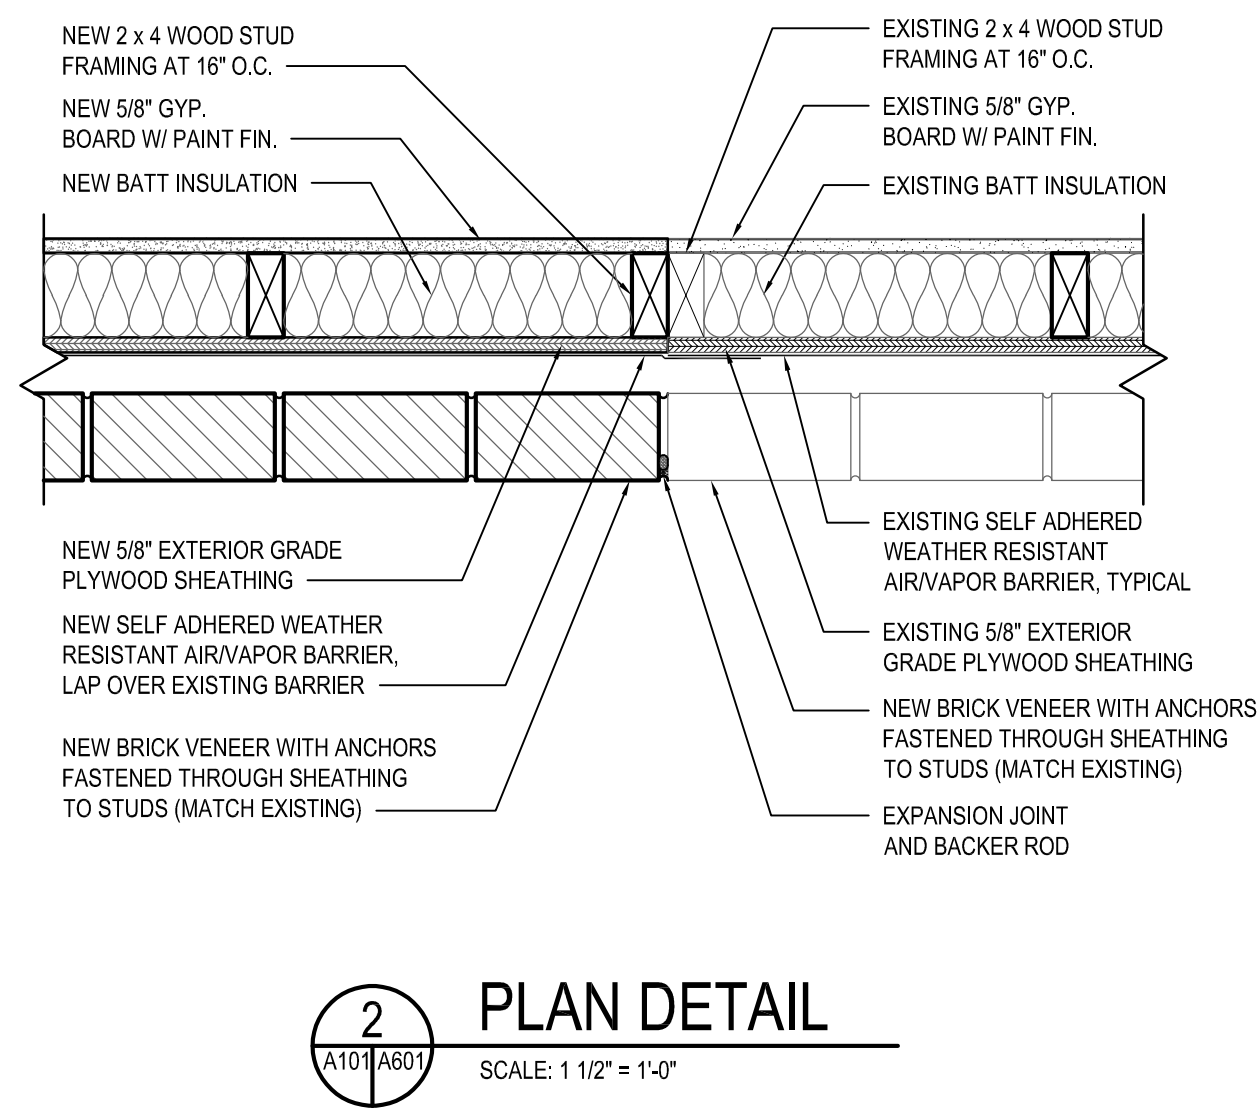 NEW 2 x 4 WOOD STUD
FRAMING AT 16" O.C.
NEW 5/8" GYP.
BOARD W/ PAINT FIN.
NEW BATT INSULATION
EXISTING 2 x 4 WOOD STUD
FRAMING AT 16" O.C.
EXISTING 5/8" GYP.
BOARD W/ PAINT FIN.
EXISTING BATT INSULATION
NEW 5/8" EXTERIOR GRADE
PLYWOOD SHEATHING
NEW SELF ADHERED WEATHER
RESISTANT AIR/VAPOR BARRIER,
LAP OVER EXISTING BARRIER
NEW BRICK VENEER WITH ANCHORS
FASTENED THROUGH SHEATHING
TO STUDS (MATCH EXISTING)
EXISTING SELF ADHERED
WEATHER RESISTANT
AIR/VAPOR BARRIER, TYPICAL
EXISTING 5/8" EXTERIOR
GRADE PLYWOOD SHEATHING
NEW BRICK VENEER WITH ANCHORS
FASTENED THROUGH SHEATHING
TO STUDS (MATCH EXISTING)
EXPANSION JOINT
AND BACKER ROD
2
A101 A601
PLAN DETAIL
SCALE: 1 1/2" = 1'-0"